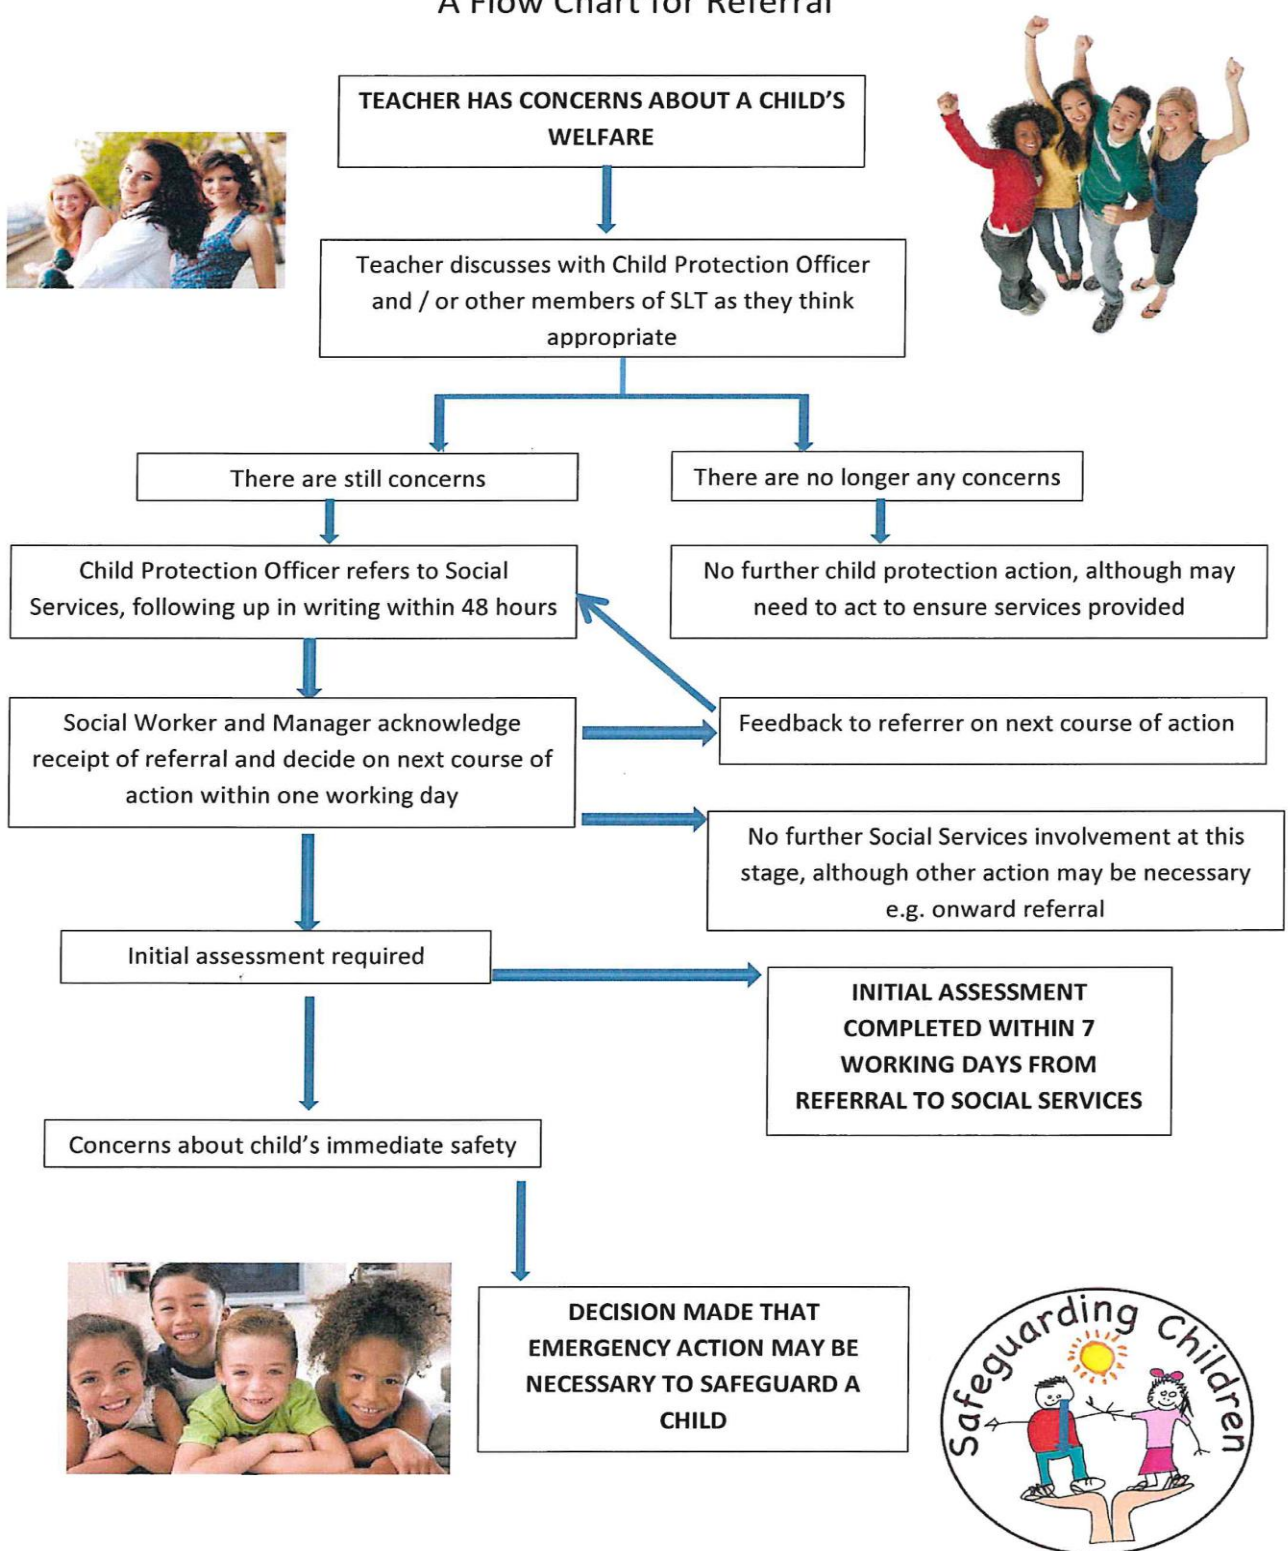 A Flow Chart for Referral
TEACHER HAS CONCERNS ABOUT A CHILD'S
WELFARE
Teacher discusses with Child Protection Officer
and / or other members of SLT as they think
appropriate
There are still concerns
There are no longer any concerns
Child Protection Officer refers to Social
Services, following up in writing within 48 hours
No further child protection action, although may
need to act to ensure services provided
Social Worker and Manager acknowledge
receipt of referral and decide on next course of
action within one working day
Feedback to referrer on next course of action
No further Social Services involvement at this
stage, although other action may be necessary
e.g. onward referral
Initial assessment required
INITIAL ASSESSMENT
COMPLETED WITHIN 7
WORKING DAYS FROM
REFERRAL TO SOCIAL SERVICES
Concerns about child's immediate safety
DECISION MADE THAT
EMERGENCY ACTION MAY BE
NECESSARY TO SAFEGUARD A
CHILD
Safeguarding Children